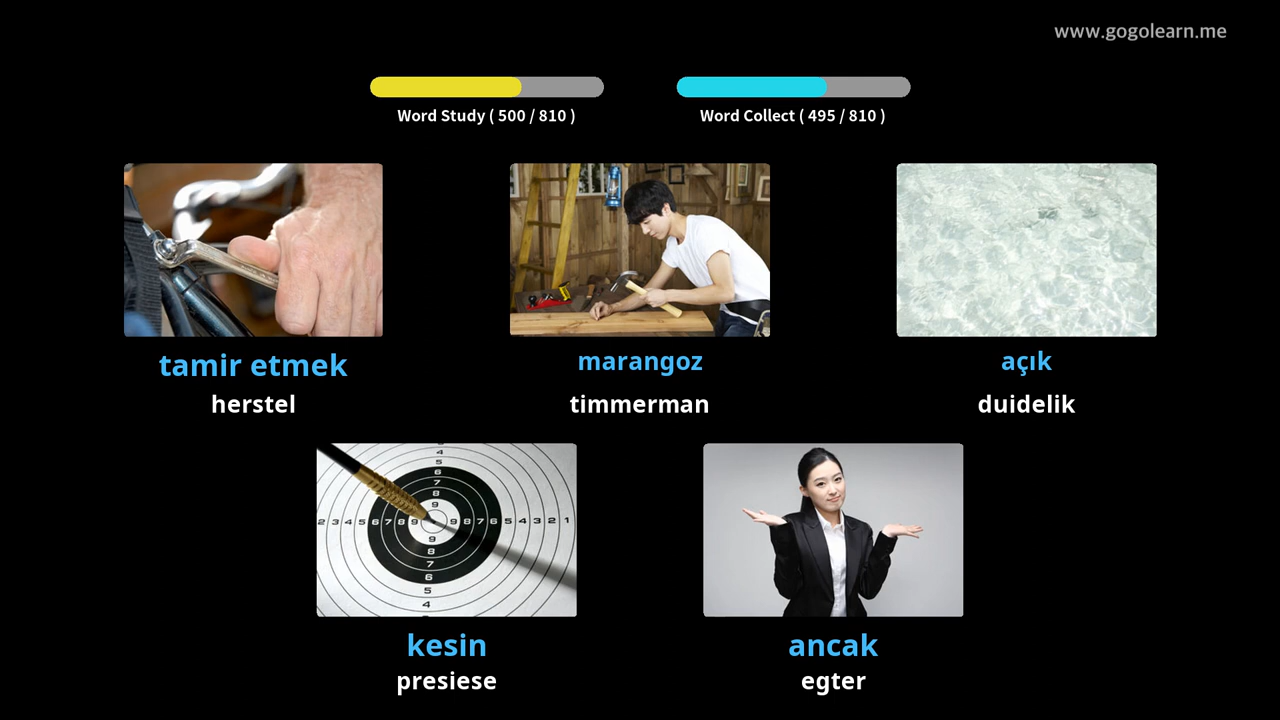 www.gogolearn.me
Word Study ( 500 / 810 )
Word Collect ( 495 / 810 )
tamir etmek
herstel
marangoz
timmerman
açık
duidelik
kesin
presiese
ancak
egter